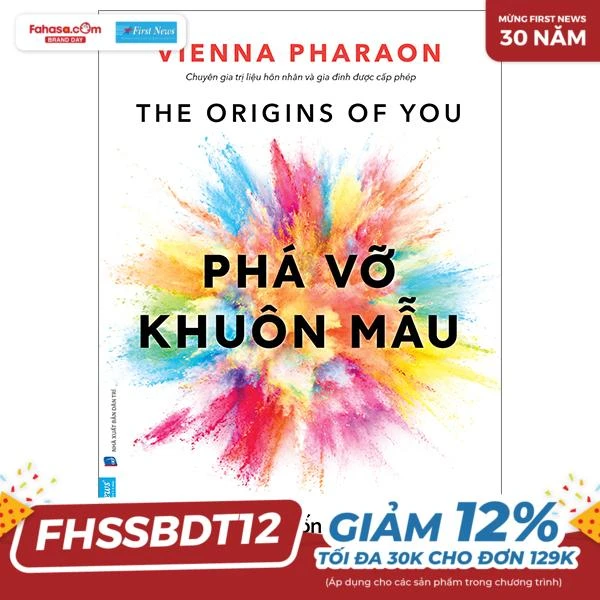 Fahasa.com
BRAND DAY
First News
MỪNG FIRST NEWS
30 NĂM
VIENNA PHARAON
Chuyên gia trị liệu hôn nhân và gia đình được cấp phép
THE ORIGINS OF YOU
PHÁ VỠ
KHUÔN MẪU
NHÀ XUẤT BẢN DÂN TRÍ
FHSSBDT12
GIẢM 12%
TỐI ĐA 30K CHO ĐƠN 129K
(Áp dụng cho các sản phẩm trong chương trình)